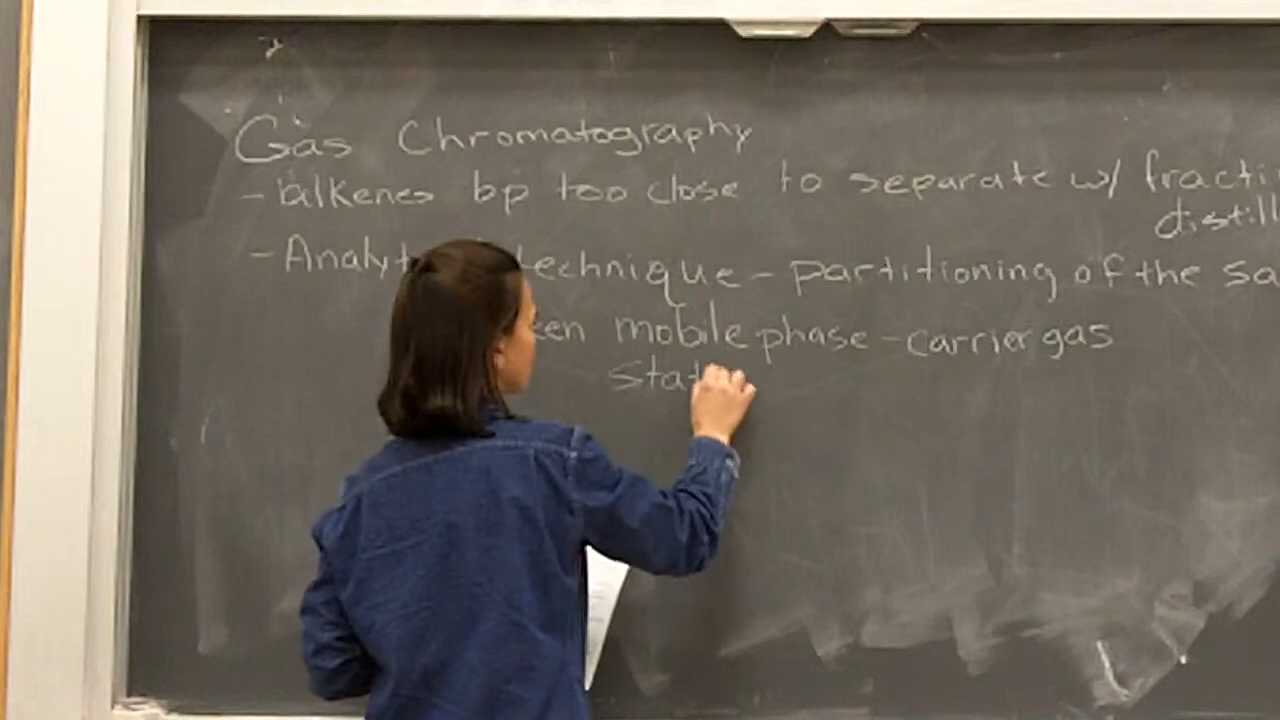 Gas Chromatography
- alkenes bp too close to separate w/ fracti
distill
- Analyt technique - partitioning of the sa
een mobile phase - carrier gas
stat